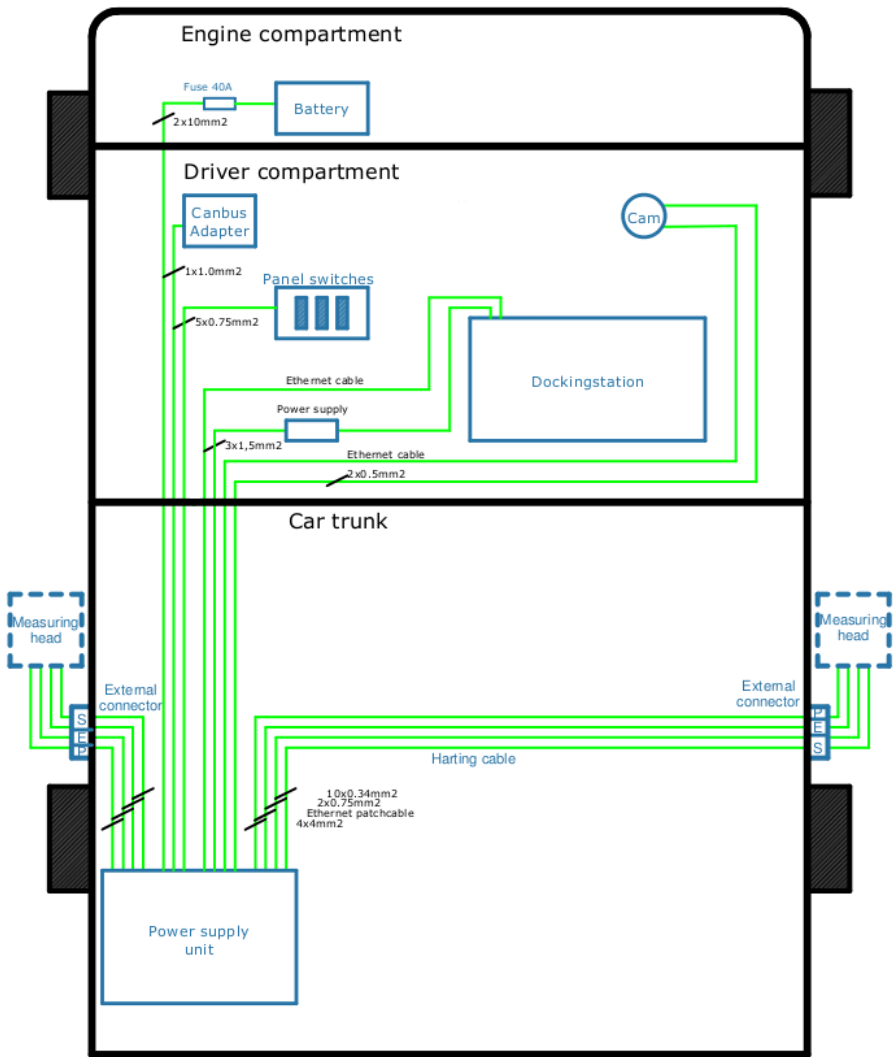 Engine compartment
Fuse 40A
Battery
2x10mm2
Driver compartment
Canbus
Adapter
Cam
1x1.0mm2
Panel switches
5x0.75mm2
Ethernet cable
Dockingstation
Power supply
3x1,5mm2
Ethernet cable
2x0.5mm2
Car trunk
Measuring
head
Measuring
head
External
connector
External
connector
S
E
P
P
E
S
Harting cable
10x0.34mm2
2x0.75mm2
Ethernet patchcable
4x4mm2
Power supply
unit